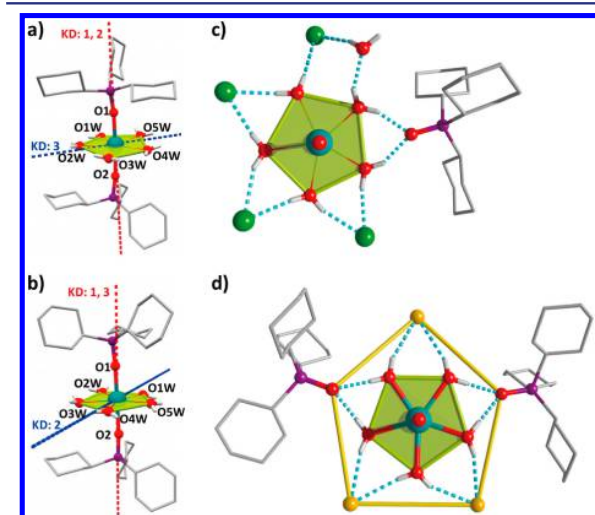 a)
KD: 1, 2
O1
O1W
O5W
KD: 3
O2W
O4W
O3W
O2
b)
KD: 1, 3
O1
O2W
O1W
O3W
O5W
O4W
KD: 2
O2
c)
d)